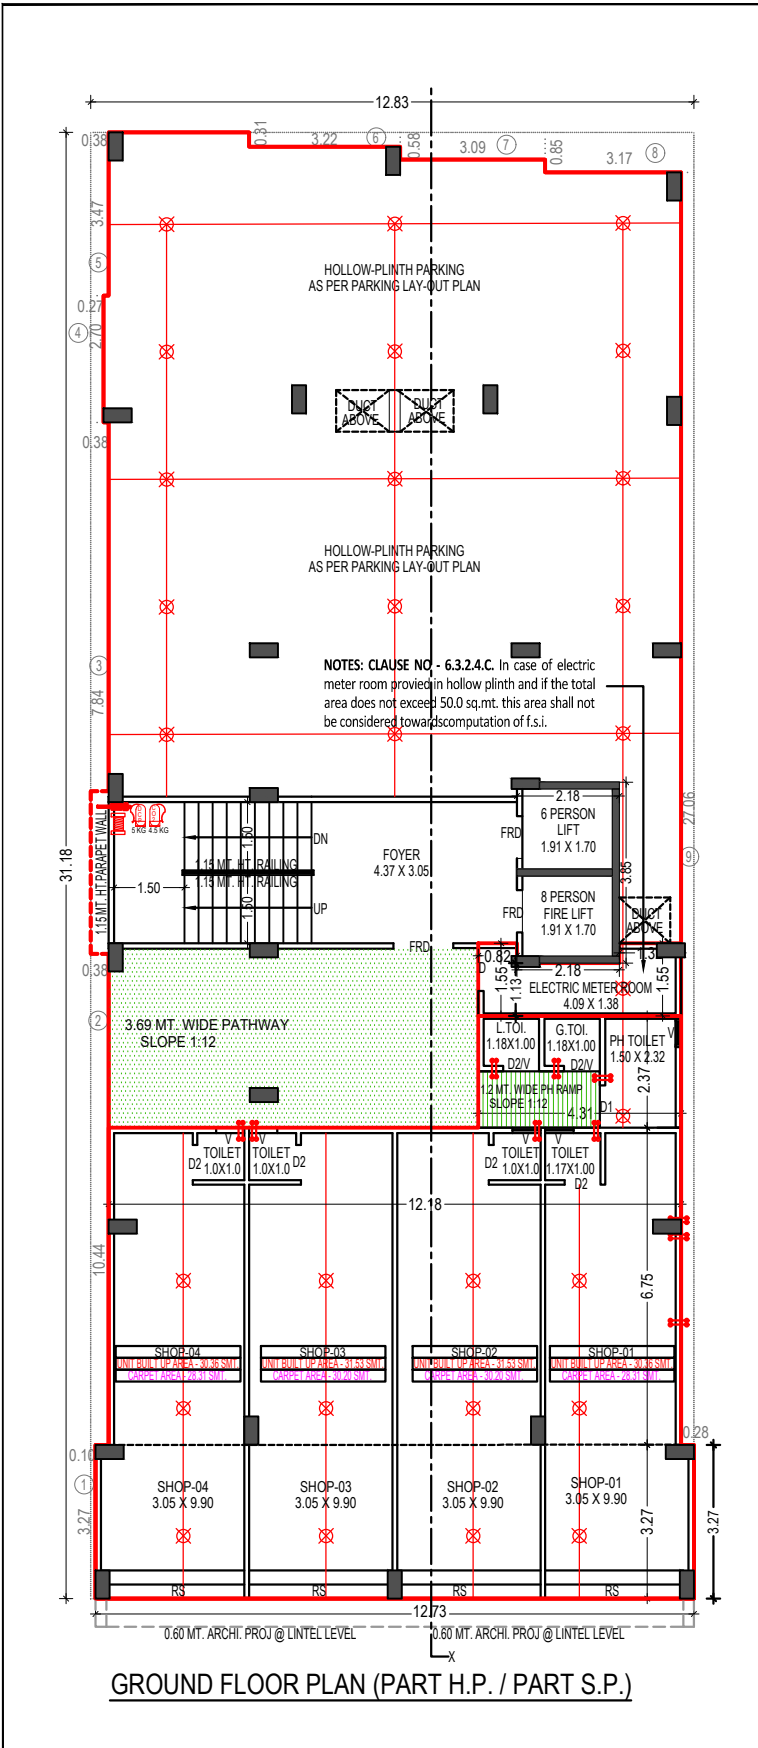 12.83
0.38
0.31
3.22
6
0.58
3.09
7
0.85
3.17
8
3.47
5
0.27
4
2.70
0.38
HOLLOW-PLINTH PARKING
AS PER PARKING LAY-OUT PLAN
DUCT
ABOVE
DUCT
ABOVE
HOLLOW-PLINTH PARKING
AS PER PARKING LAY-OUT PLAN
3
7.84
NOTES: CLAUSE NO - 6.3.2.4.C. In case of electric
meter room provied in hollow plinth and if the total
area does not exceed 50.0 sq.mt. this area shall not
be considered towardscomputation of f.s.i.
31.18
27.06
9
1.15 MT. HT.PARAPET WALL
5 KG
4.5 KG
1.50
DN
1.15 MT. HT. RAILING
1.15 MT. HT. RAILING
1.50
1.50
UP
FOYER
4.37 X 3.05
FRD
2.18
6 PERSON
LIFT
1.91 X 1.70
3.85
FRD
8 PERSON
FIRE LIFT
1.91 X 1.70
DUCT
ABOVE
FRD
0.38
2
0.82
D
1.55
1.13
2.18
ELECTRIC METER ROOM
4.09 X 1.38
1.55
3.69 MT. WIDE PATHWAY
SLOPE 1:12
L.TOI.
1.18X1.00
D2/V
G.TOI.
1.18X1.00
D2/V
PH TOILET
1.50 X 2.32
V
2.37
1.2 MT. WIDE PH RAMP
SLOPE 1:12
4.31
D1
V
V
V
V
D2
TOILET
1.0X1.0
TOILET
1.0X1.0
D2
D2
TOILET
1.0X1.0
TOILET
1.17X1.00
D2
12.18
10.44
6.75
SHOP-04
UNIT BUILT UP AREA - 30.36 SMT.
CARPET AREA - 28.31 SMT.
SHOP-03
UNIT BUILT UP AREA - 31.53 SMT.
CARPET AREA - 30.20 SMT.
SHOP-02
UNIT BUILT UP AREA - 31.53 SMT.
CARPET AREA - 30.20 SMT.
SHOP-01
UNIT BUILT UP AREA - 30.36 SMT.
CARPET AREA - 28.31 SMT.
0.28
0.10
1
3.27
SHOP-04
3.05 X 9.90
SHOP-03
3.05 X 9.90
SHOP-02
3.05 X 9.90
SHOP-01
3.05 X 9.90
3.27
3.27
RS
RS
RS
RS
12.73
0.60 MT. ARCHI. PROJ @ LINTEL LEVEL
0.60 MT. ARCHI. PROJ @ LINTEL LEVEL
X
GROUND FLOOR PLAN (PART H.P. / PART S.P.)